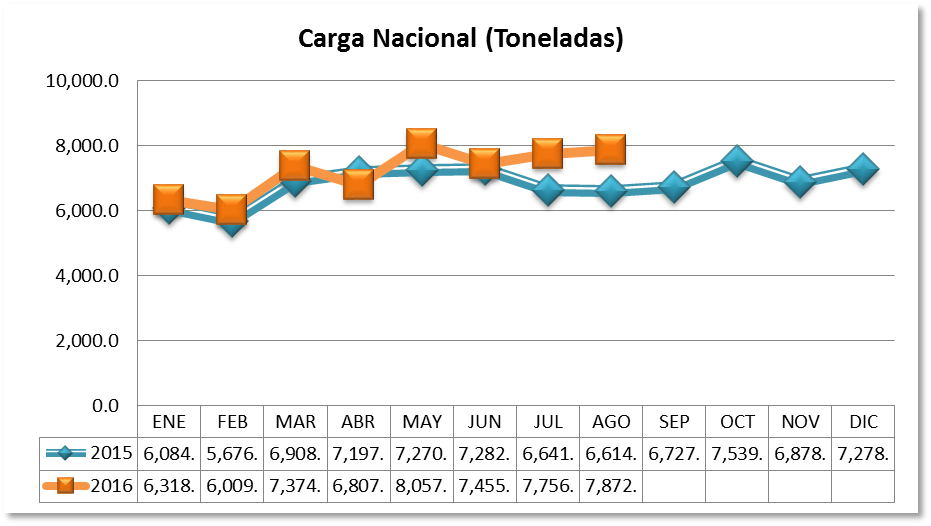 Carga Nacional (Toneladas)
10,000.0
8,000.0
6,000.0
4,000.0
2,000.0
0.0
ENE FEB MAR ABR MAY JUN JUL AGO SEP OCT NOV DIC
2015 6,084. 5,676. 6,908. 7,197. 7,270. 7,282. 6,641. 6,614. 6,727. 7,539. 6,878. 7,278.
2016 6,318. 6,009. 7,374. 6,807. 8,057. 7,455. 7,756. 7,872.